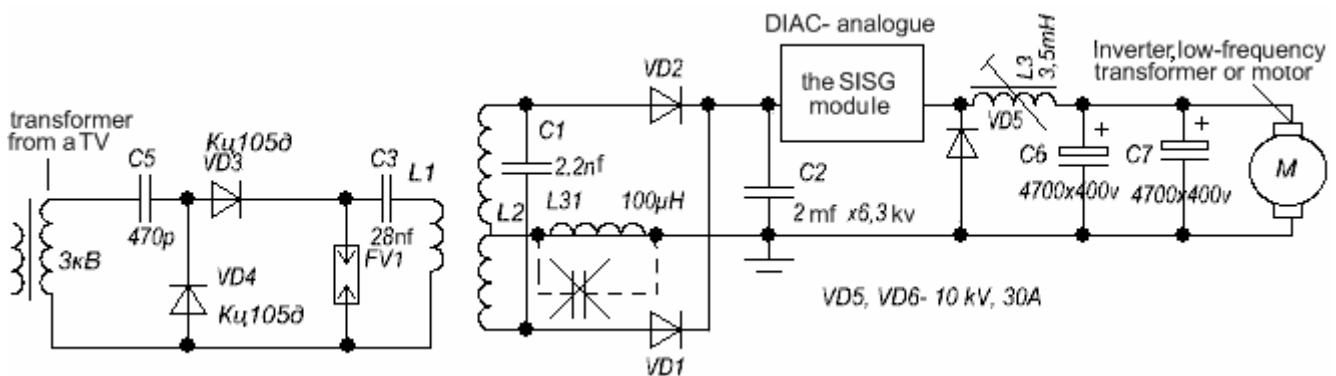 DIAC- analogue
the SISG
module
Inverter,low-frequency
transformer or motor
L3
3,5mH
VD2
transformer
from a TV
Кц105д
VD3
C5
C3
L1
C1
2,2nf
VD5
C6
C7
M
470p
28nf
L2
L31
100µH
C2
2 mf x6,3 kv
4700x400v
4700x400v
3кВ
VD4
FV1
Кц105д
VD5, VD6- 10 kV, 30A
VD1